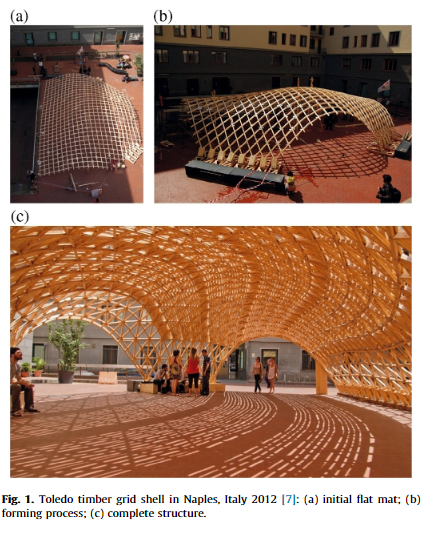 (a)
(b)
(c)
Fig. 1. Toledo timber grid shell in Naples, Italy 2012 [7]: (a) initial flat mat; (b)
forming process; (c) complete structure.